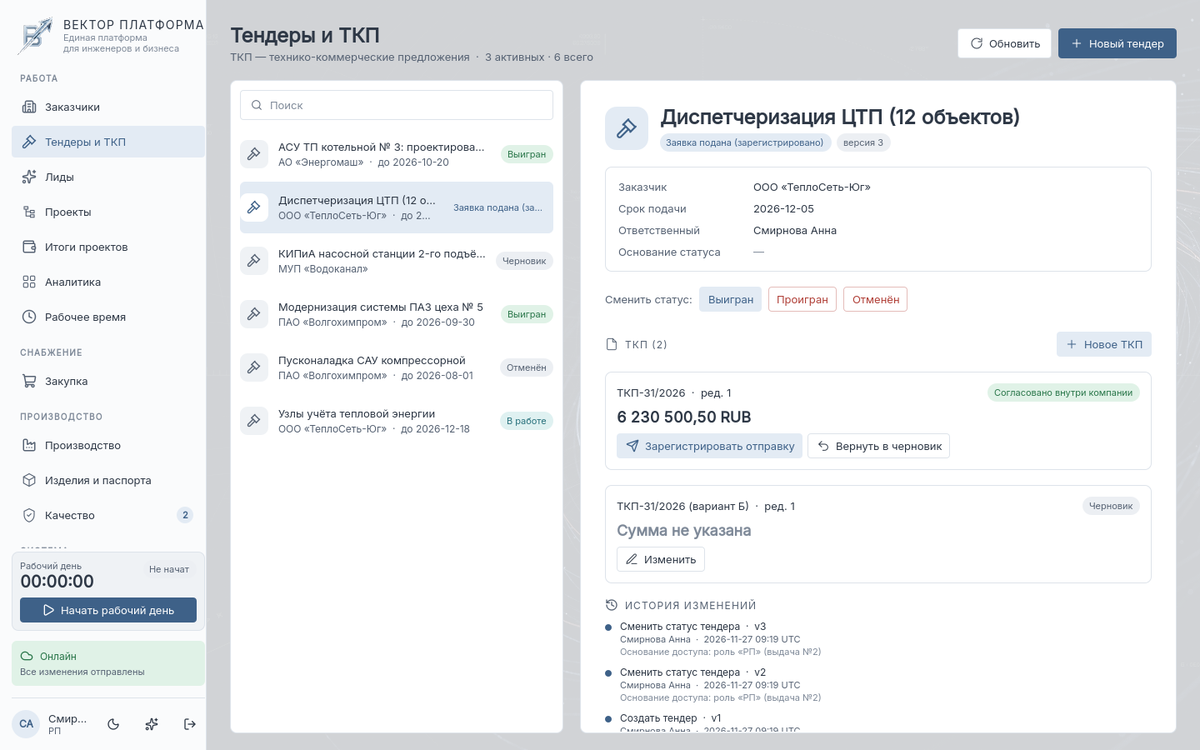 ВЕКТОР ПЛАТФОРМА
Единая платформа
для инженеров и бизнеса
РАБОТА
Заказчики
Тендеры и ТКП
Лиды
Проекты
Итоги проектов
Аналитика
Рабочее время
СНАБЖЕНИЕ
Закупка
ПРОИЗВОДСТВО
Производство
Изделия и паспорта
Качество 2
Рабочий день Не начат
00:00:00
Начать рабочий день
Онлайн
Все изменения отправлены
СА Смир...
РП
Тендеры и ТКП
ТКП — технико-коммерческие предложения · 3 активных · 6 всего
Обновить
Новый тендер
Поиск
АСУ ТП котельной № 3: проектирова...
АО «Энергомаш» · до 2026-10-20
Выигран
Диспетчеризация ЦТП (12 о...
ООО «ТеплоСеть-Юг» · до 2...
Заявка подана (за...
КИПиА насосной станции 2-го подъё...
МУП «Водоканал»
Черновик
Модернизация системы ПАЗ цеха № 5
ПАО «Волгохимпром» · до 2026-09-30
Выигран
Пусконаладка САУ компрессорной
ПАО «Волгохимпром» · до 2026-08-01
Отменён
Узлы учёта тепловой энергии
ООО «ТеплоСеть-Юг» · до 2026-12-18
В работе
Диспетчеризация ЦТП (12 объектов)
Заявка подана (зарегистрировано) версия 3
Заказчик ООО «ТеплоСеть-Юг»
Срок подачи 2026-12-05
Ответственный Смирнова Анна
Основание статуса —
Сменить статус: Выигран Проигран Отменён
ТКП (2)
Новое ТКП
ТКП-31/2026 · ред. 1
Согласовано внутри компании
6 230 500,50 RUB
Зарегистрировать отправку Вернуть в черновик
ТКП-31/2026 (вариант Б) · ред. 1
Черновик
Сумма не указана
Изменить
ИСТОРИЯ ИЗМЕНЕНИЙ
Сменить статус тендера · v3
Смирнова Анна · 2026-11-27 09:19 UTC
Основание доступа: роль «РП» (выдача №2)
Сменить статус тендера · v2
Смирнова Анна · 2026-11-27 09:19 UTC
Основание доступа: роль «РП» (выдача №2)
Создать тендер · v1
Смирнова Анна · 2026-11-27 09:19 UTC